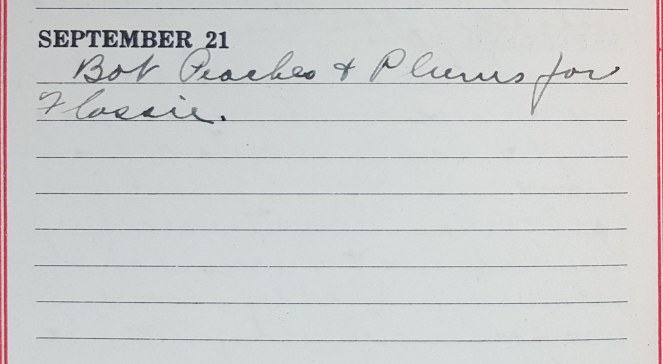 SEPTEMBER 21
Bot Peaches & Plums for
Flossie.